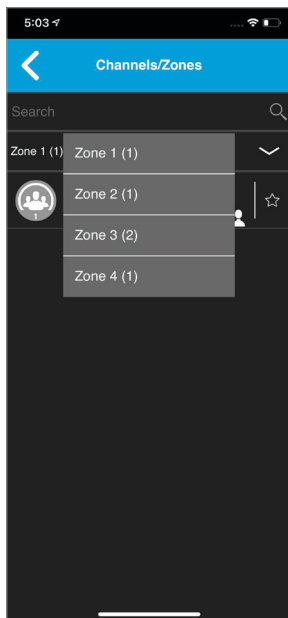 5:03
Channels/Zones
Search
Zone 1 (1)
Zone 1 (1)
Zone 2 (1)
Zone 3 (2)
Zone 4 (1)
1